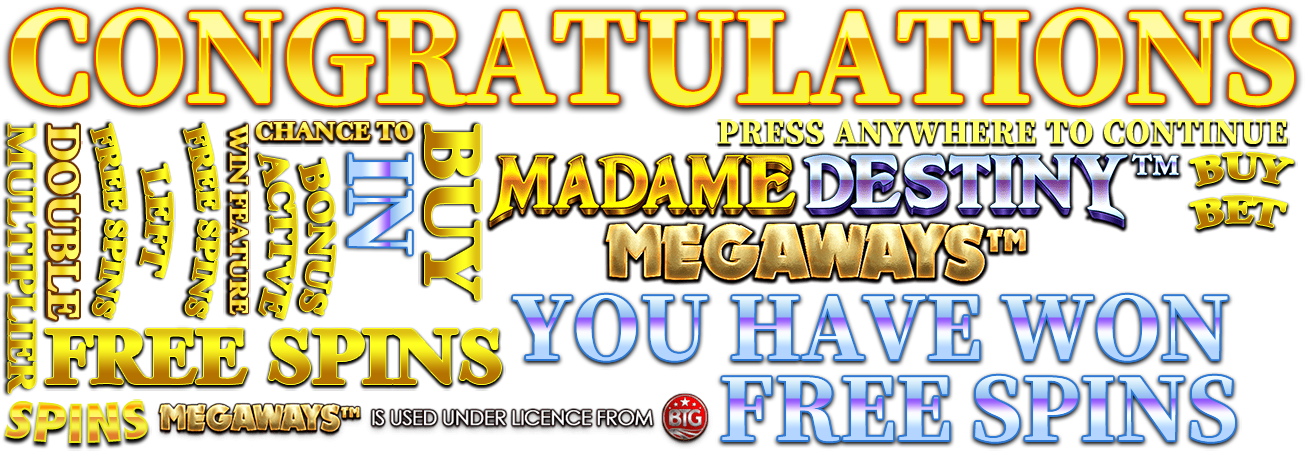 CONGRATULATIONS
MULTIPLIER
DOUBLE
FREE SPINS
LEFT
FREE SPINS
WIN FEATURE
CHANCE TO
BONUS
ACTIVE
IN
BUY
PRESS ANYWHERE TO CONTINUE
MADAME DESTINY™
MEGAWAYS™
BUY
BET
YOU HAVE WON
FREE SPINS
FREE SPINS
SPINS
MEGAWAYS™ IS USED UNDER LICENCE FROM BIG